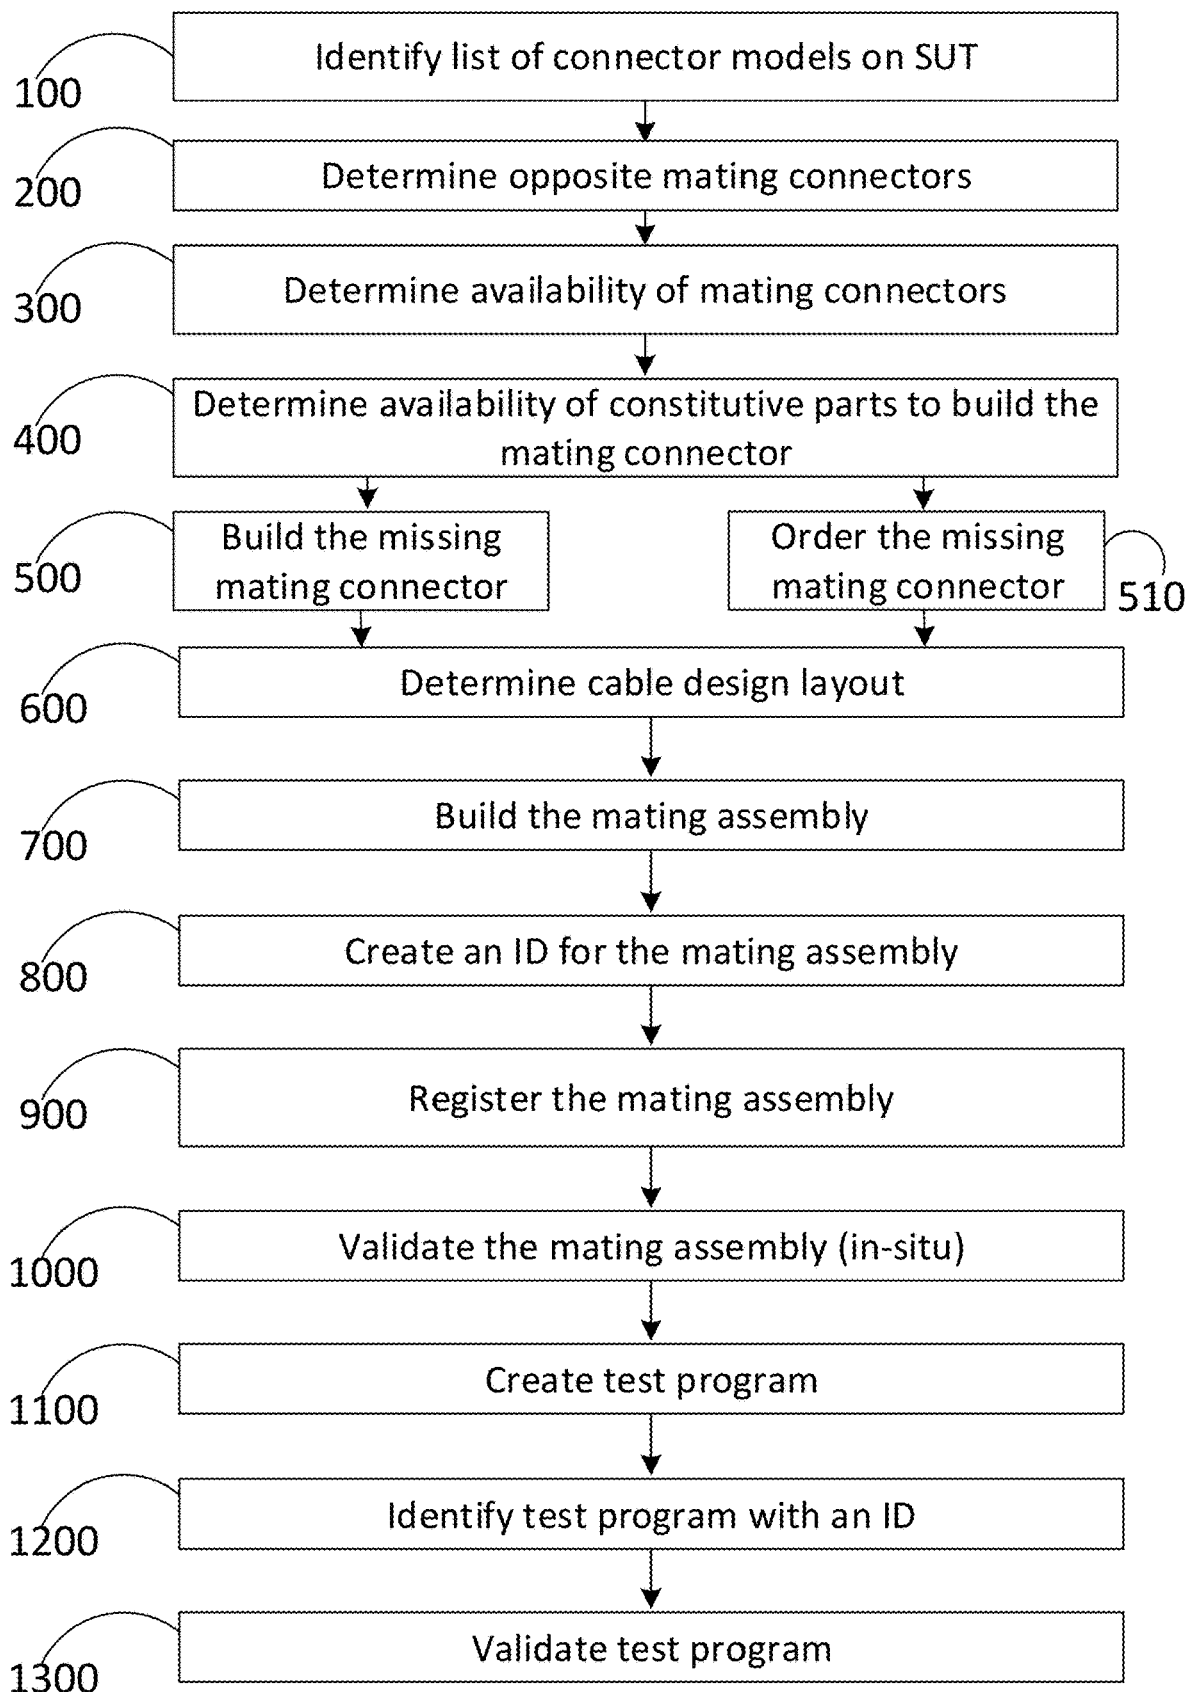 Identify list of connector models on SUT
100
Determine opposite mating connectors
200
Determine availability of mating connectors
300
Determine availability of constitutive parts to build the
mating connector
400
Build the missing
mating connector
500
Order the missing
mating connector
510
Determine cable design layout
600
Build the mating assembly
700
Create an ID for the mating assembly
800
Register the mating assembly
900
Validate the mating assembly (in-situ)
1000
Create test program
1100
Identify test program with an ID
1200
Validate test program
1300